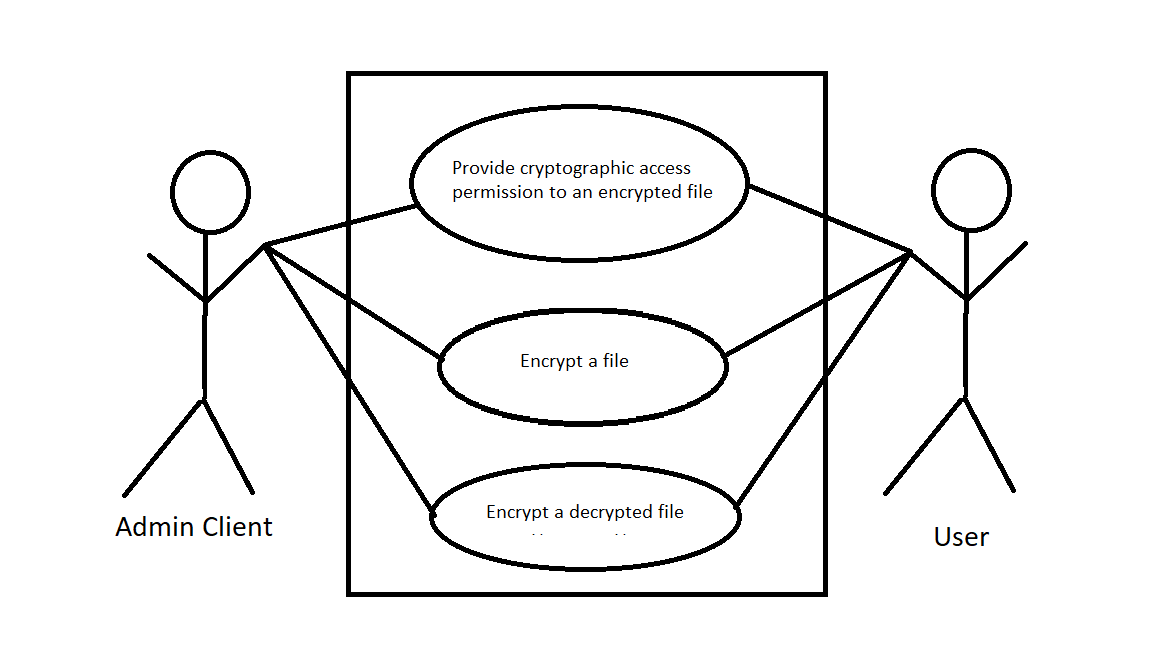 Provide cryptographic access
permission to an encrypted file
Encrypt a file
Encrypt a decrypted file
Admin Client
User